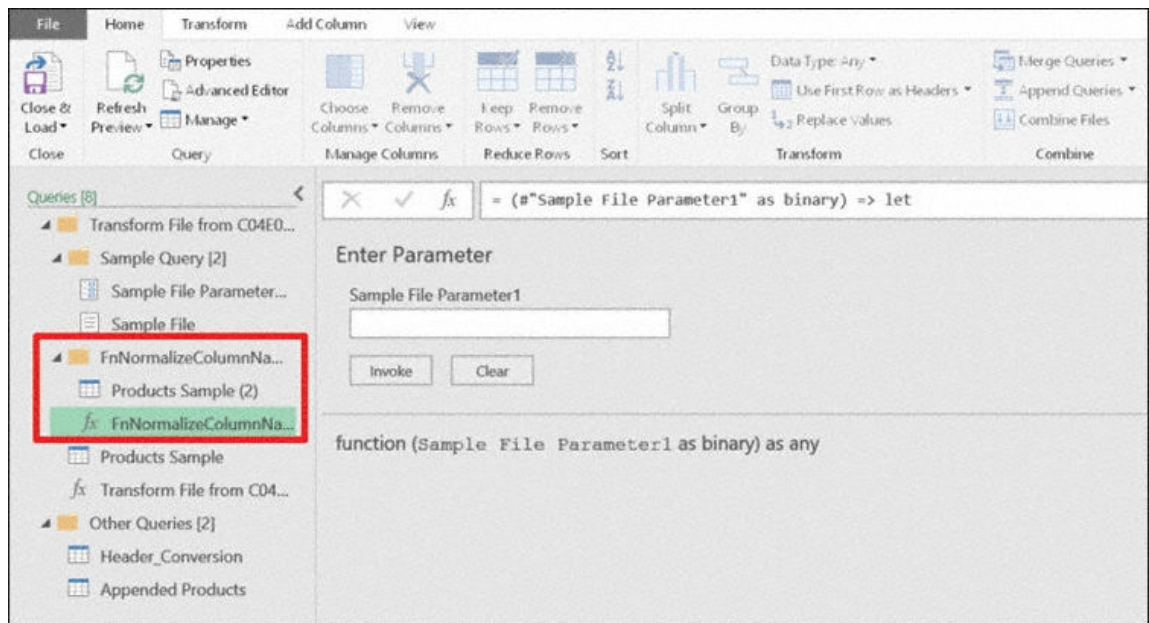 File Home Transform Add Column View
Close & Load
Refresh Preview
Properties
Advanced Editor
Manage
Choose Columns
Remove Columns
Keep Rows
Remove Rows
Split Column
Group By
Data Type: Any
Use First Row as Headers
Replace Values
Merge Queries
Append Queries
Combine Files
Close Query Manage Columns Reduce Rows Sort Transform Combine
Queries [8]
Transform File from C04E0...
Sample Query [2]
Sample File Parameter...
Sample File
FnNormalizeColumnNa...
Products Sample (2)
fx FnNormalizeColumnNa...
Products Sample
fx Transform File from C04...
Other Queries [2]
Header_Conversion
Appended Products
fx = (#"Sample File Parameter1" as binary) => let
Enter Parameter
Sample File Parameter1
Invoke Clear
function (Sample File Parameter1 as binary) as any